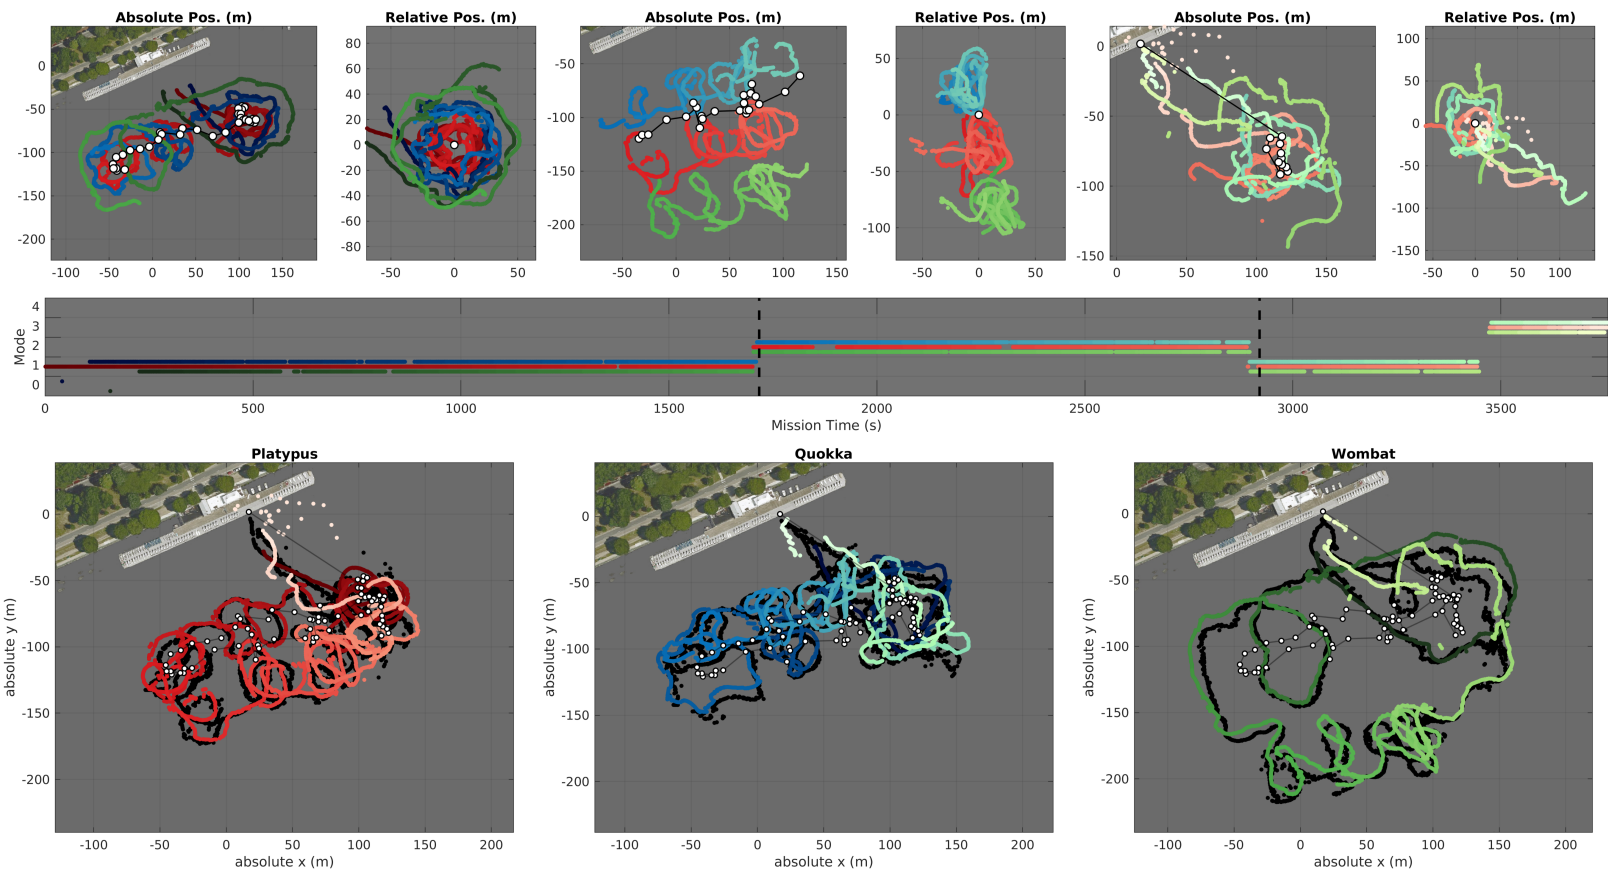 Absolute Pos. (m)
Relative Pos. (m)
Absolute Pos. (m)
Relative Pos. (m)
Absolute Pos. (m)
Relative Pos. (m)
0
-50
-100
-150
-200
-100 -50 0 50 100 150
80
60
40
20
0
-20
-40
-60
-80
-50 0 50
-50
-100
-150
-200
-50 0 50 100 150
50
0
-50
-100
-50 0 50
0
-50
-100
-150
0 50 100 150
100
50
0
-50
-100
-150
-50 0 50 100
Mode
4
3
2
1
0
0 500 1000 1500 2000 2500 3000 3500
Mission Time (s)
Platypus
absolute y (m)
0
-50
-100
-150
-200
-100 -50 0 50 100 150 200
absolute x (m)
Quokka
absolute y (m)
0
-50
-100
-150
-200
-100 -50 0 50 100 150 200
absolute x (m)
Wombat
absolute y (m)
0
-50
-100
-150
-200
-100 -50 0 50 100 150 200
absolute x (m)